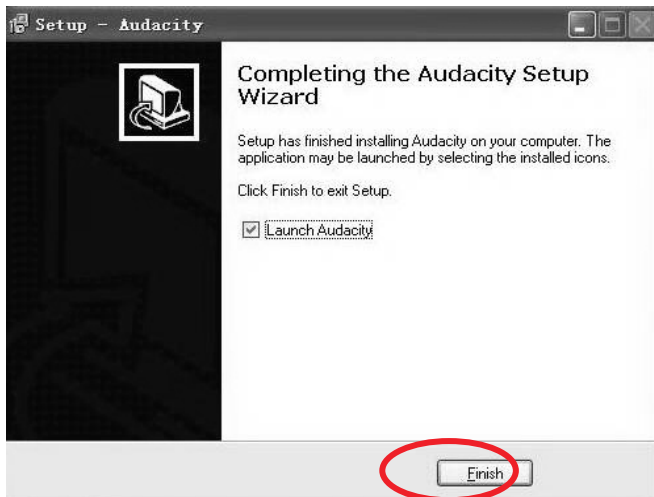 Setup - Audacity
Completing the Audacity Setup
Wizard
Setup has finished installing Audacity on your computer. The
application may be launched by selecting the installed icons.
Click Finish to exit Setup.
Launch Audacity
Finish